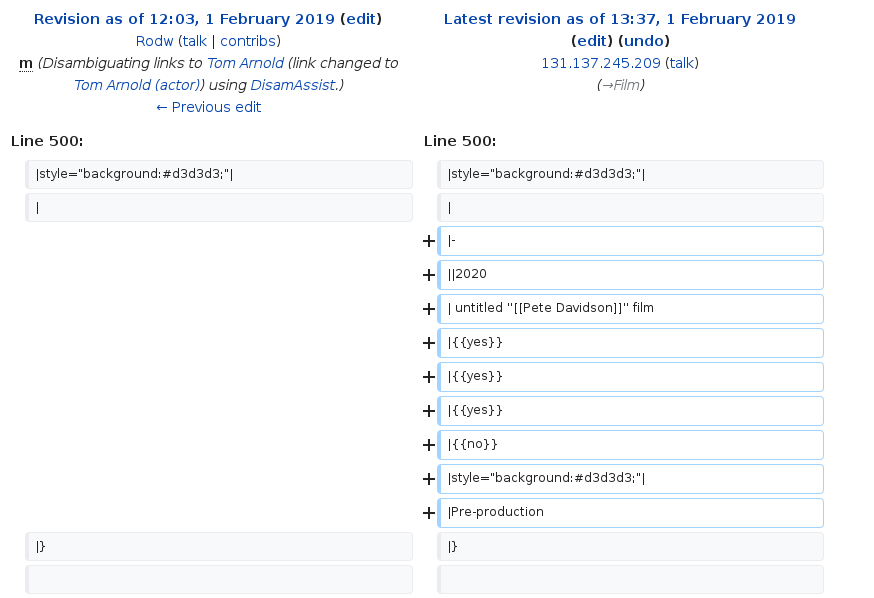 Revision as of 12:03, 1 February 2019 (edit)
Rodw (talk | contribs)
m (Disambiguating links to Tom Arnold (link changed to
Tom Arnold (actor)) using DisamAssist.)
← Previous edit
Latest revision as of 13:37, 1 February 2019
(edit) (undo)
131.137.245.209 (talk)
(→Film)
Line 500:
Line 500:
|style="background:#d3d3d3;"|
|style="background:#d3d3d3;"|
|
|
+ |-
+ ||2020
+ | untitled ''[[Pete Davidson]]'' film
+ |{{yes}}
+ |{{yes}}
+ |{{yes}}
+ |{{no}}
+ |style="background:#d3d3d3;"|
+ |Pre-production
|}
|}